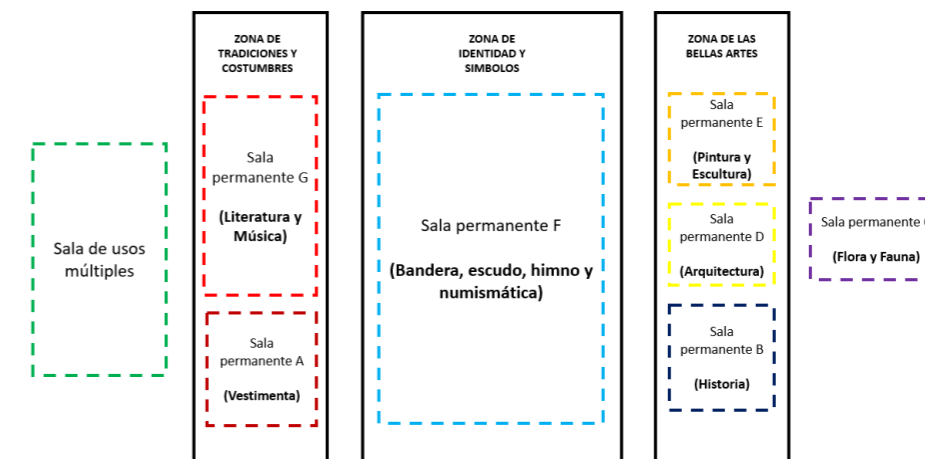 ZONA DE
TRADICIONES Y
COSTUMBRES
ZONA DE
IDENTIDAD Y
SIMBOLOS
ZONA DE LAS
BELLAS ARTES
Sala de usos
múltiples
Sala
permanente G
(Literatura y
Música)
Sala
permanente A
(Vestimenta)
Sala permanente F
(Bandera, escudo, himno y
numismática)
Sala
permanente E
(Pintura y
Escultura)
Sala
permanente D
(Arquitectura)
Sala
permanente B
(Historia)
Sala permanente
(Flora y Fauna)